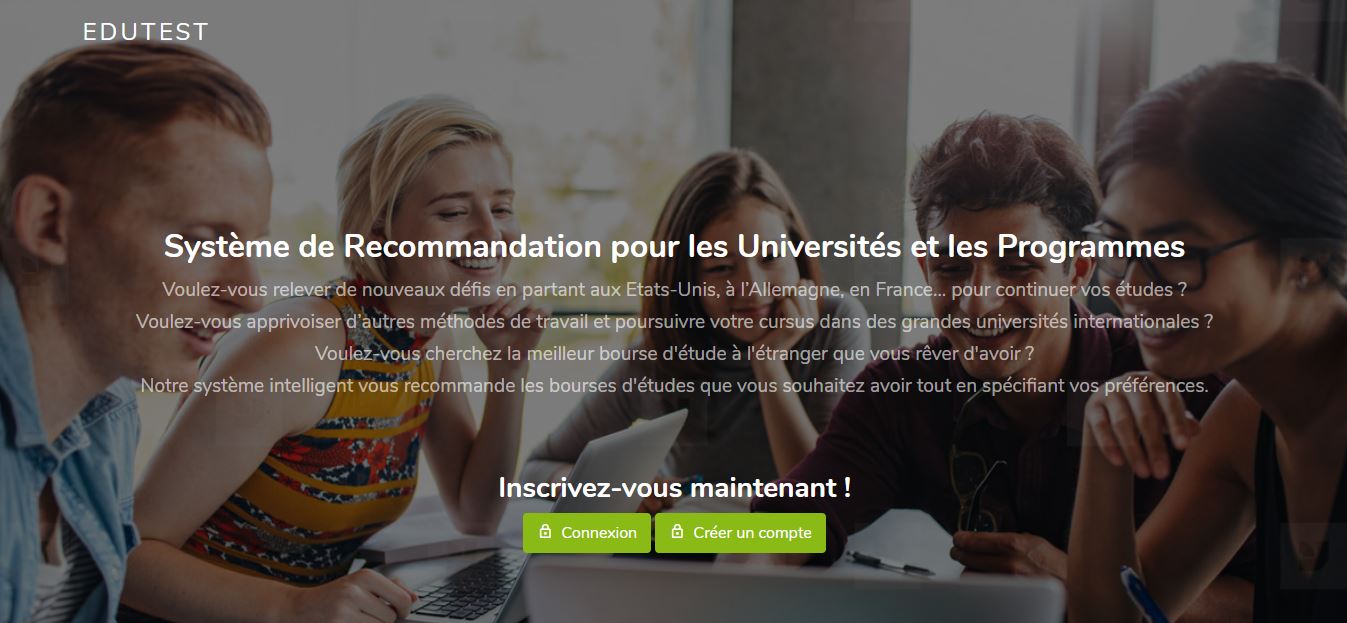 EDUTEST
Système de Recommandation pour les Universités et les Programmes
Voulez-vous relever de nouveaux défis en partant aux Etats-Unis, à l'Allemagne, en France... pour continuer vos études ?
Voulez-vous apprivoiser d'autres méthodes de travail et poursuivre votre cursus dans des grandes universités internationales ?
Voulez-vous cherchez la meilleur bourse d'étude à l'étranger que vous rêver d'avoir ?
Notre système intelligent vous recommande les bourses d'études que vous souhaitez avoir tout en spécifiant vos préférences.
Inscrivez-vous maintenant !
Connexion Créer un compte